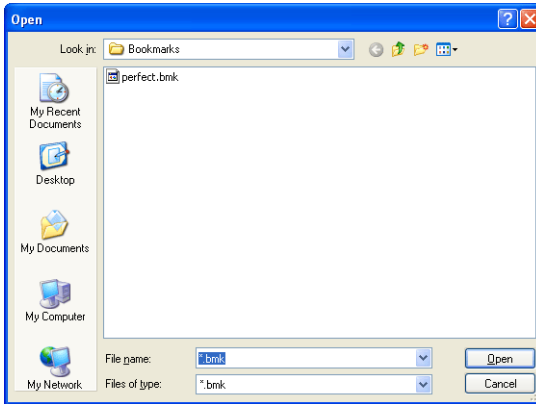 Open
Look in:
Bookmarks
perfect.bmk
My Recent
Documents
Desktop
My Documents
My Computer
My Network
File name:
*.bmk
Open
Files of type:
*.bmk
Cancel